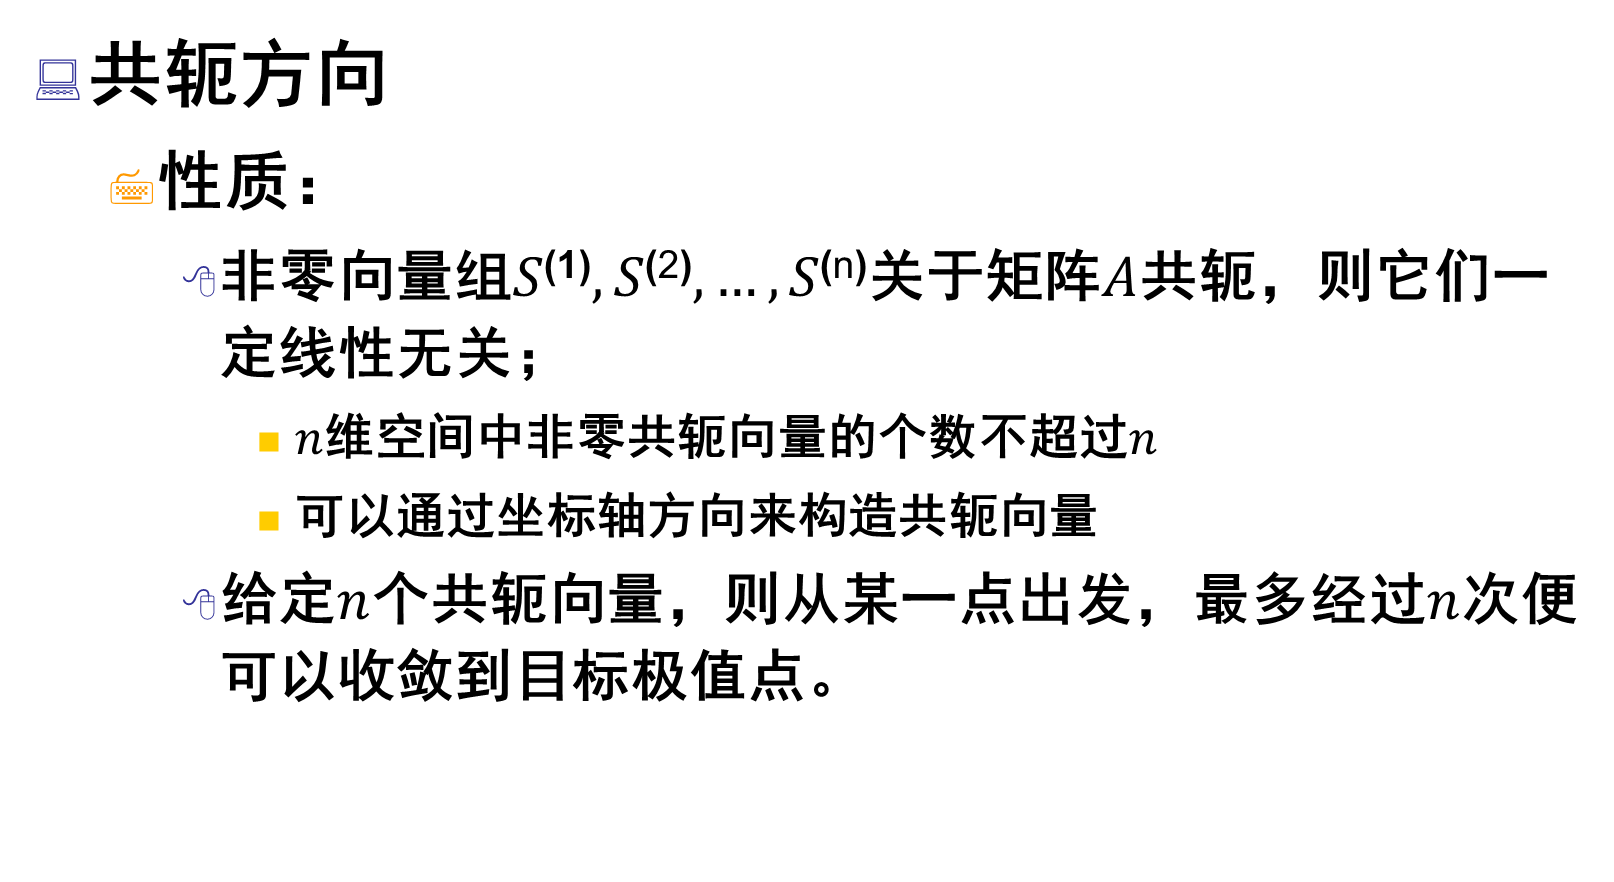 共轭方向
性质：
非零向量组S(1), S(2), … , S(n)关于矩阵A共轭，则它们一
定线性无关；
n维空间中非零共轭向量的个数不超过n
可以通过坐标轴方向来构造共轭向量
给定n个共轭向量，则从某一点出发，最多经过n次便
可以收敛到目标极值点。